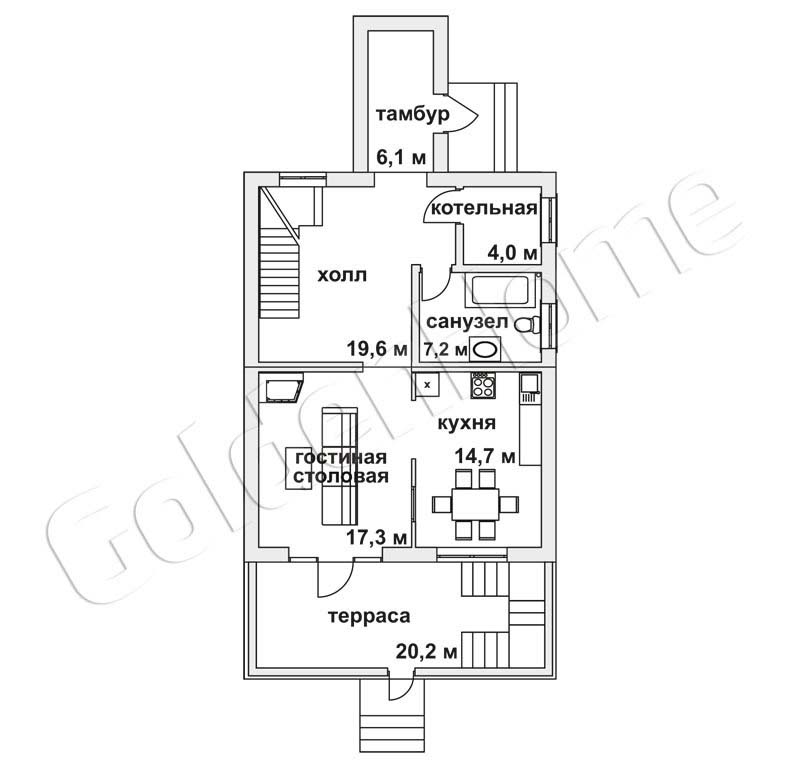 тамбур
6,1 м
котельная
4,0 м
холл
19,6 м
санузел
7,2 м
x
кухня
14,7 м
гостиная
столовая
17,3 м
терраса
20,2 м
GoldenHome